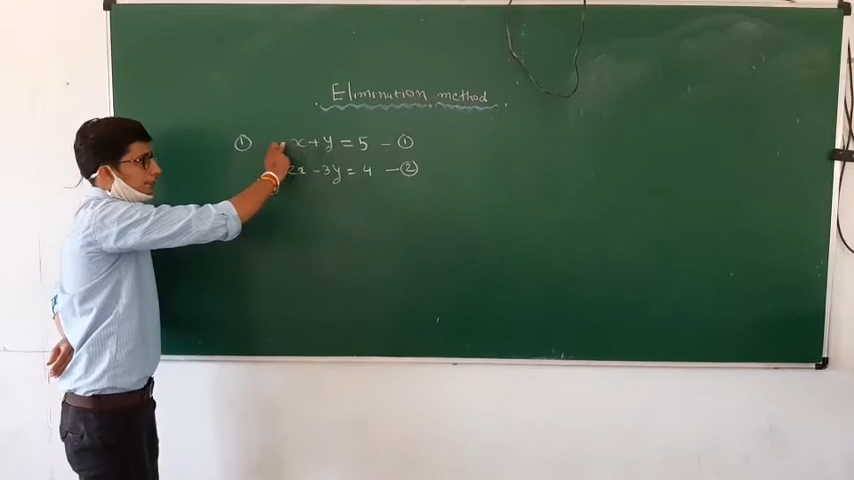 Elimination method
① x+y=5 -①
2x-3y=4 -②